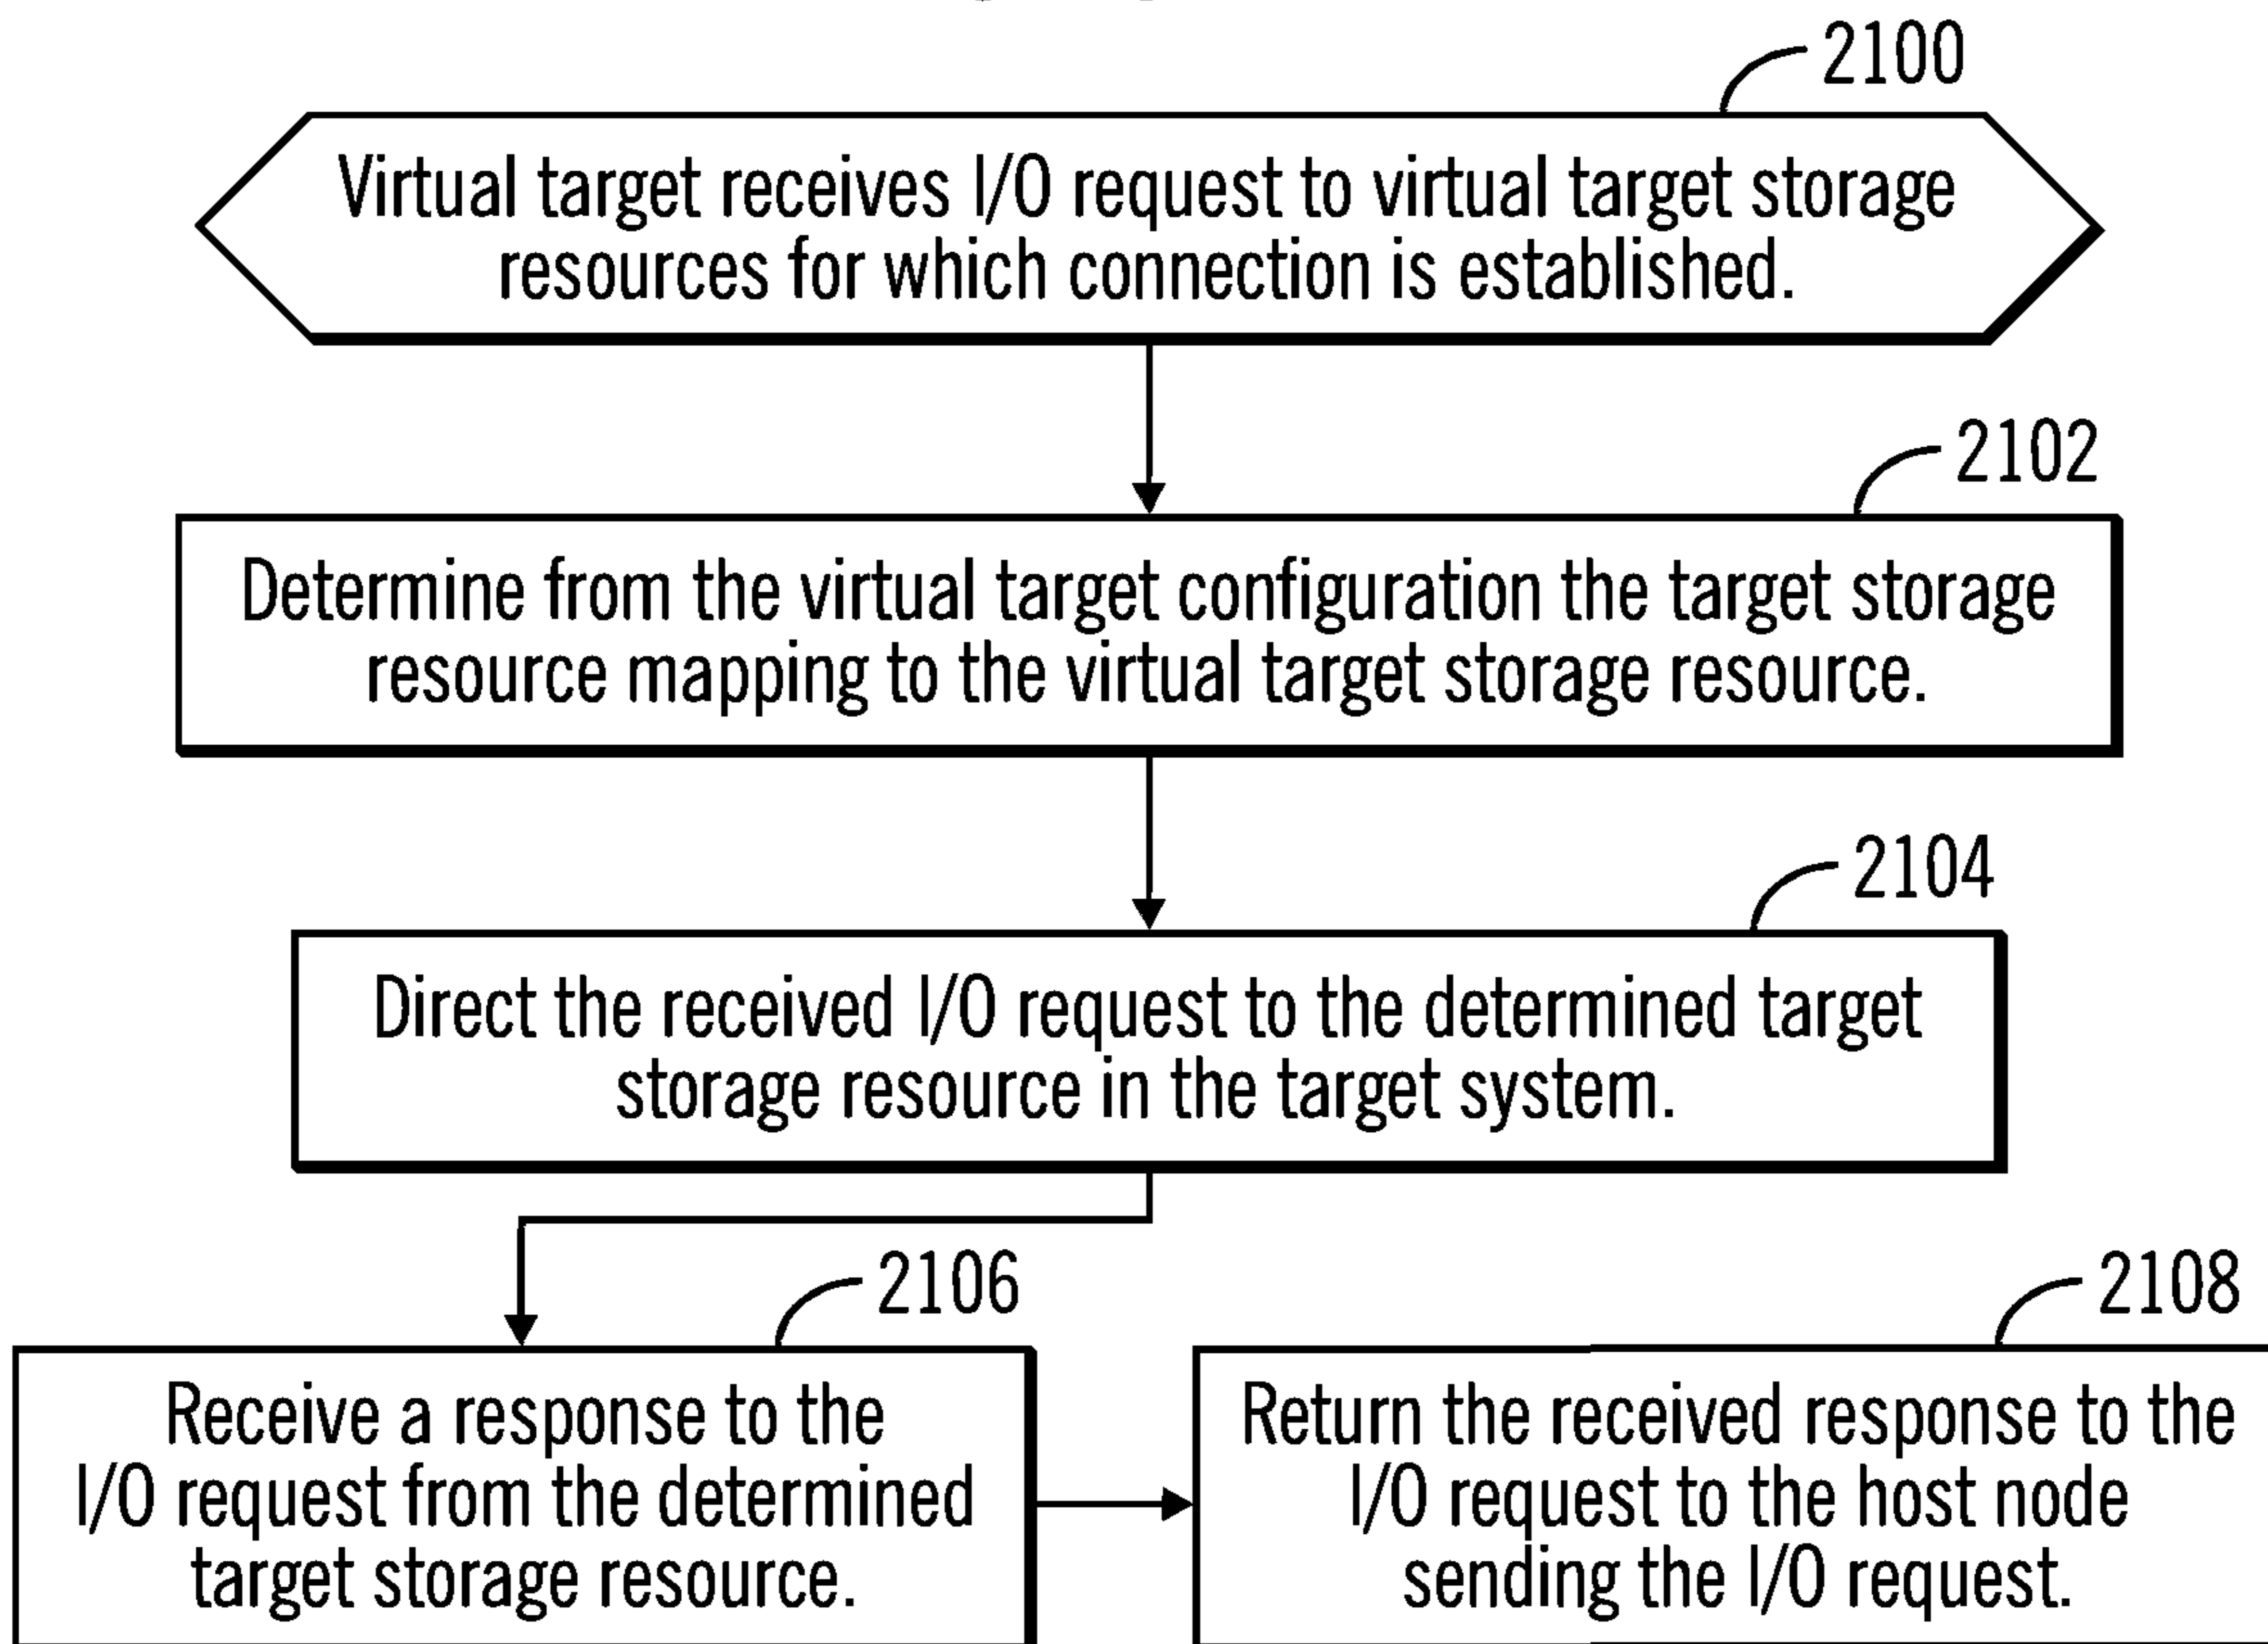 2100
Virtual target receives I/O request to virtual target storage
resources for which connection is established.
2102
Determine from the virtual target configuration the target storage
resource mapping to the virtual target storage resource.
2104
Direct the received I/O request to the determined target
storage resource in the target system.
2106
Receive a response to the
I/O request from the determined
target storage resource.
2108
Return the received response to the
I/O request to the host node
sending the I/O request.